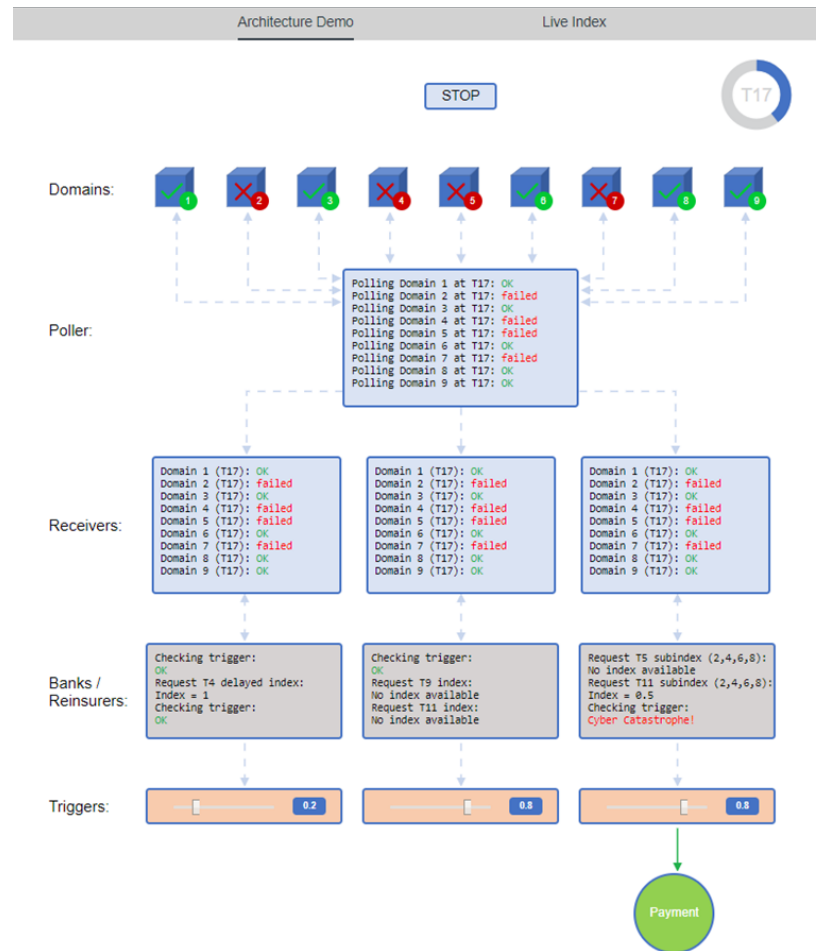 Architecture Demo
Live Index
STOP
T17
Domains:
1
2
3
4
5
6
7
8
9
Poller:
Polling Domain 1 at T17: OK
Polling Domain 2 at T17: failed
Polling Domain 3 at T17: OK
Polling Domain 4 at T17: failed
Polling Domain 5 at T17: failed
Polling Domain 6 at T17: OK
Polling Domain 7 at T17: failed
Polling Domain 8 at T17: OK
Polling Domain 9 at T17: OK
Receivers:
Domain 1 (T17): OK
Domain 2 (T17): failed
Domain 3 (T17): OK
Domain 4 (T17): failed
Domain 5 (T17): failed
Domain 6 (T17): OK
Domain 7 (T17): failed
Domain 8 (T17): OK
Domain 9 (T17): OK
Domain 1 (T17): OK
Domain 2 (T17): failed
Domain 3 (T17): OK
Domain 4 (T17): failed
Domain 5 (T17): failed
Domain 6 (T17): OK
Domain 7 (T17): failed
Domain 8 (T17): OK
Domain 9 (T17): OK
Domain 1 (T17): OK
Domain 2 (T17): failed
Domain 3 (T17): OK
Domain 4 (T17): failed
Domain 5 (T17): failed
Domain 6 (T17): OK
Domain 7 (T17): failed
Domain 8 (T17): OK
Domain 9 (T17): OK
Banks /
Reinsurers:
Checking trigger:
OK
Request T4 delayed index:
Index = 1
Checking trigger:
OK
Checking trigger:
OK
Request T9 index:
No index available
Request T11 index:
No index available
Request T5 subindex (2,4,6,8):
No index available
Request T11 subindex (2,4,6,8):
Index = 0.5
Checking trigger:
Cyber Catastrophe!
Triggers:
0.2
0.8
0.8
Payment